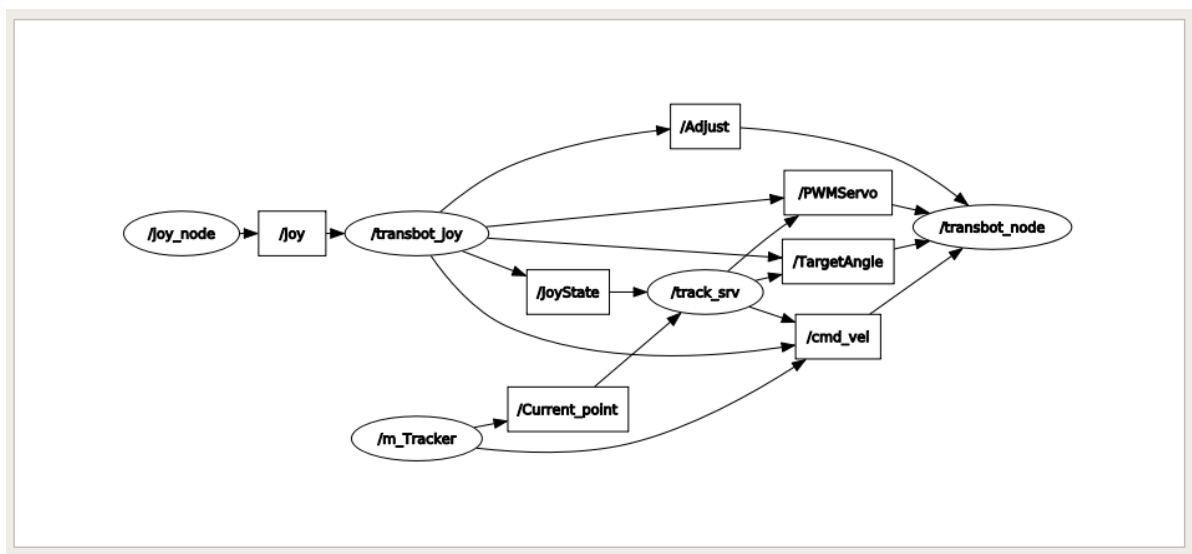 /Adjust
/PWMServo
/joy_node
/joy
/transbot_joy
/transbot_node
/TargetAngle
/JoyState
/track_srv
/cmd_vel
/Current_point
/m_Tracker